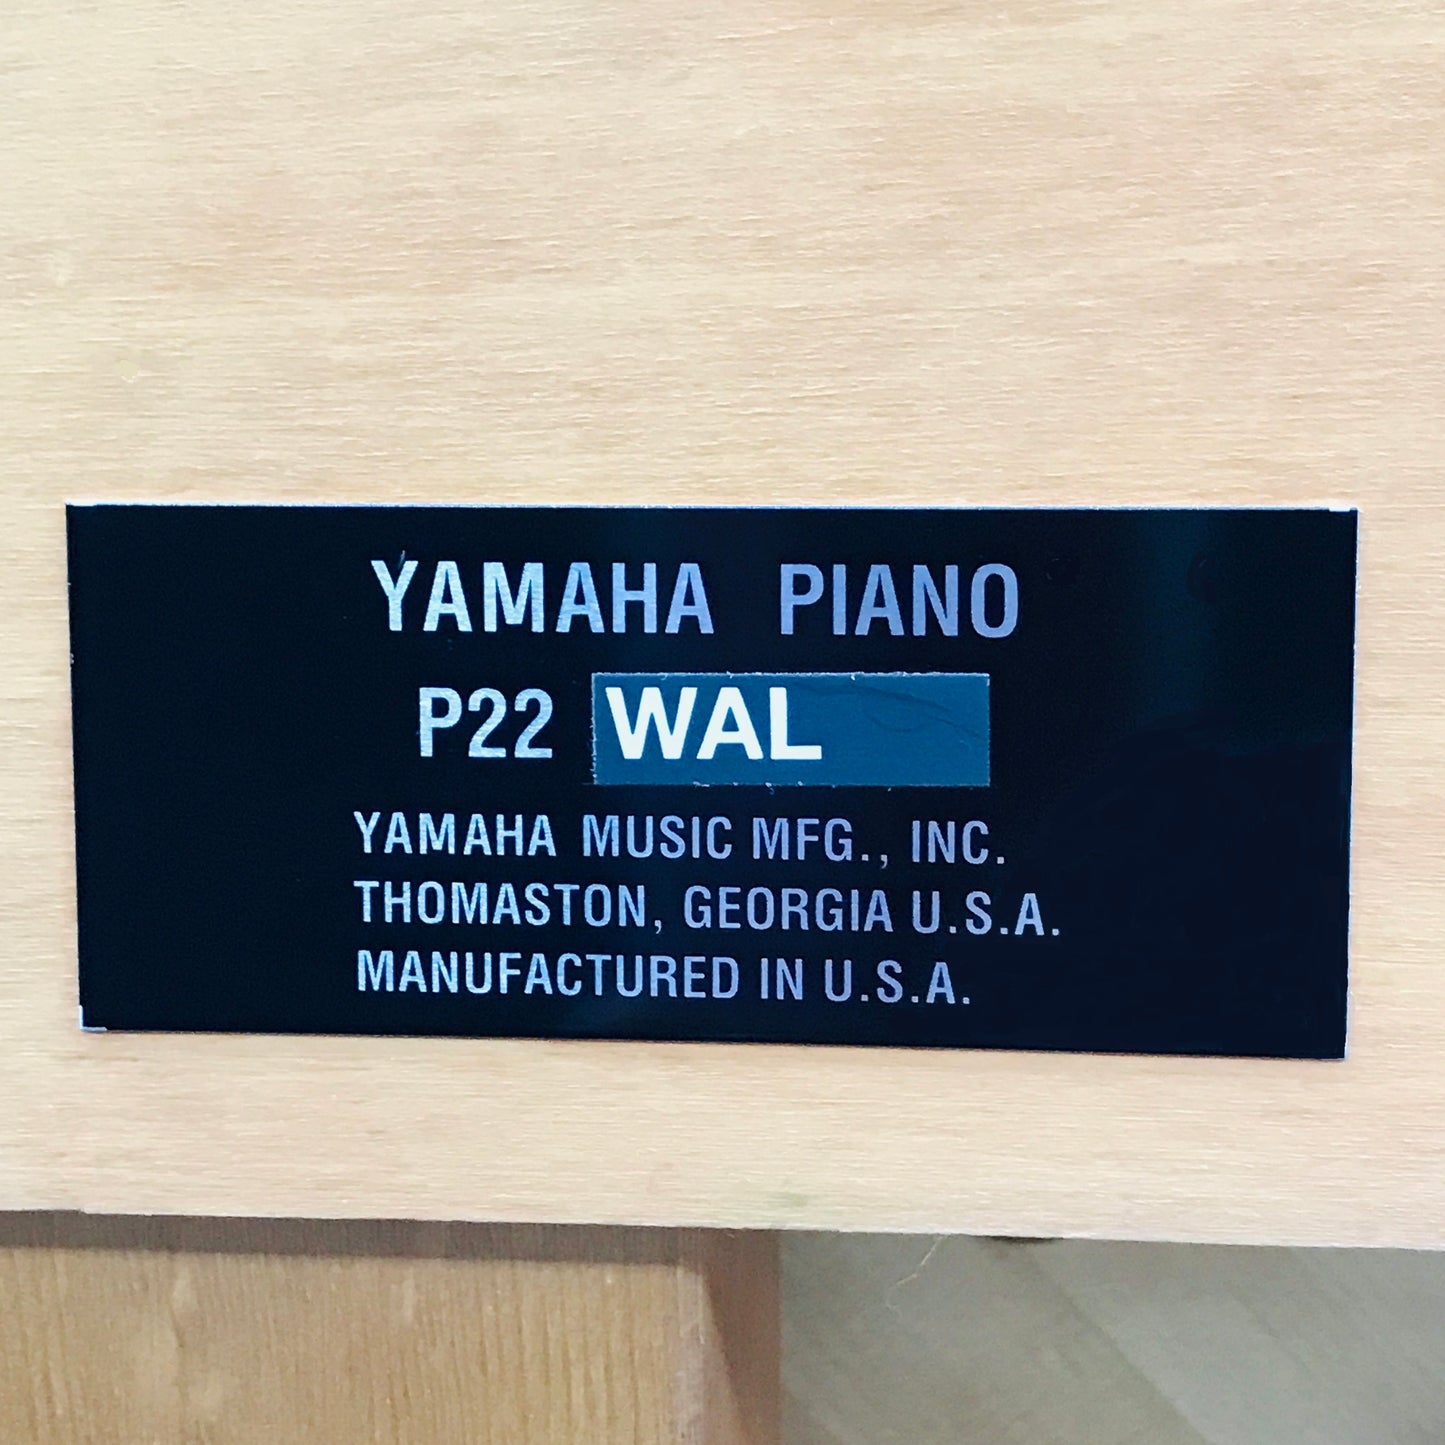 YAMAHA PIANO
P22 WAL
YAMAHA MUSIC MFG., INC.
THOMASTON, GEORGIA U.S.A.
MANUFACTURED IN U.S.A.